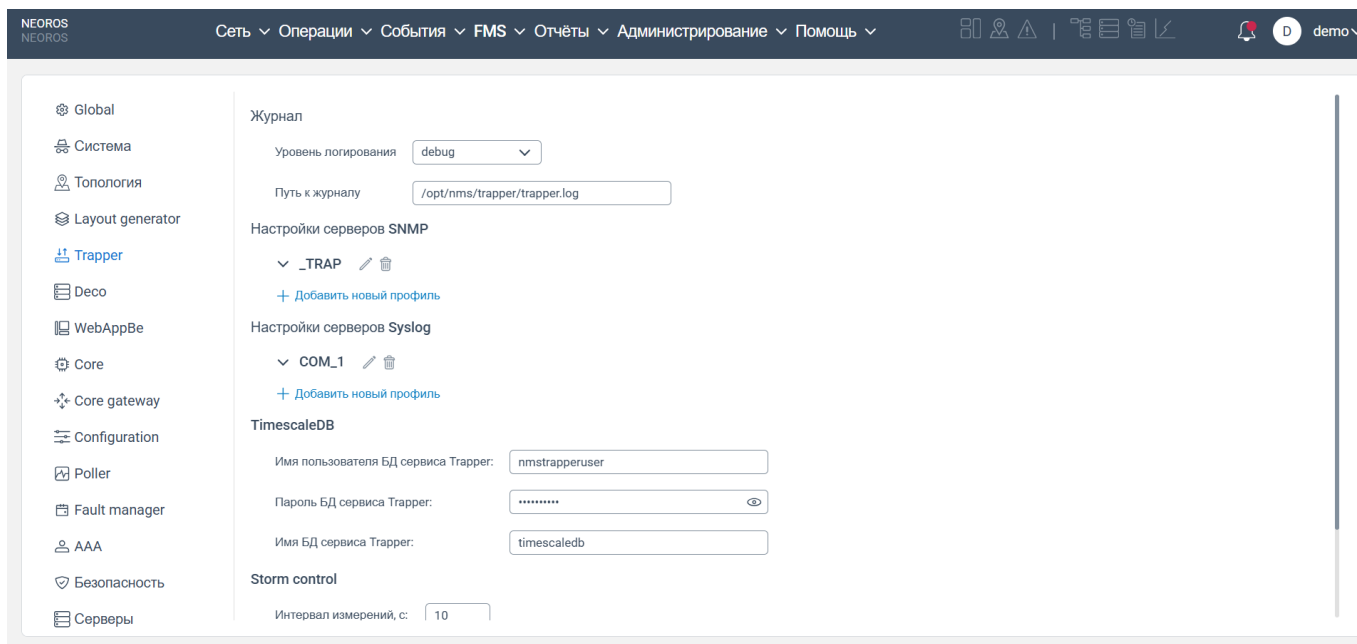 NEOROS
NEOROS
Сеть Операции События FMS Отчёты Администрирование Помощь
D demo
Global
Система
Топология
Layout generator
Trapper
Deco
WebAppBe
Core
Core gateway
Configuration
Poller
Fault manager
AAA
Безопасность
Серверы
Журнал
Уровень логирования debug
Путь к журналу /opt/nms/trapper/trapper.log
Настройки серверов SNMP
_TRAP
+ Добавить новый профиль
Настройки серверов Syslog
COM_1
+ Добавить новый профиль
TimescaleDB
Имя пользователя БД сервиса Trapper: nmstrapperuser
Пароль БД сервиса Trapper: ••••••••••
Имя БД сервиса Trapper: timescaledb
Storm control
Интервал измерений, с: 10